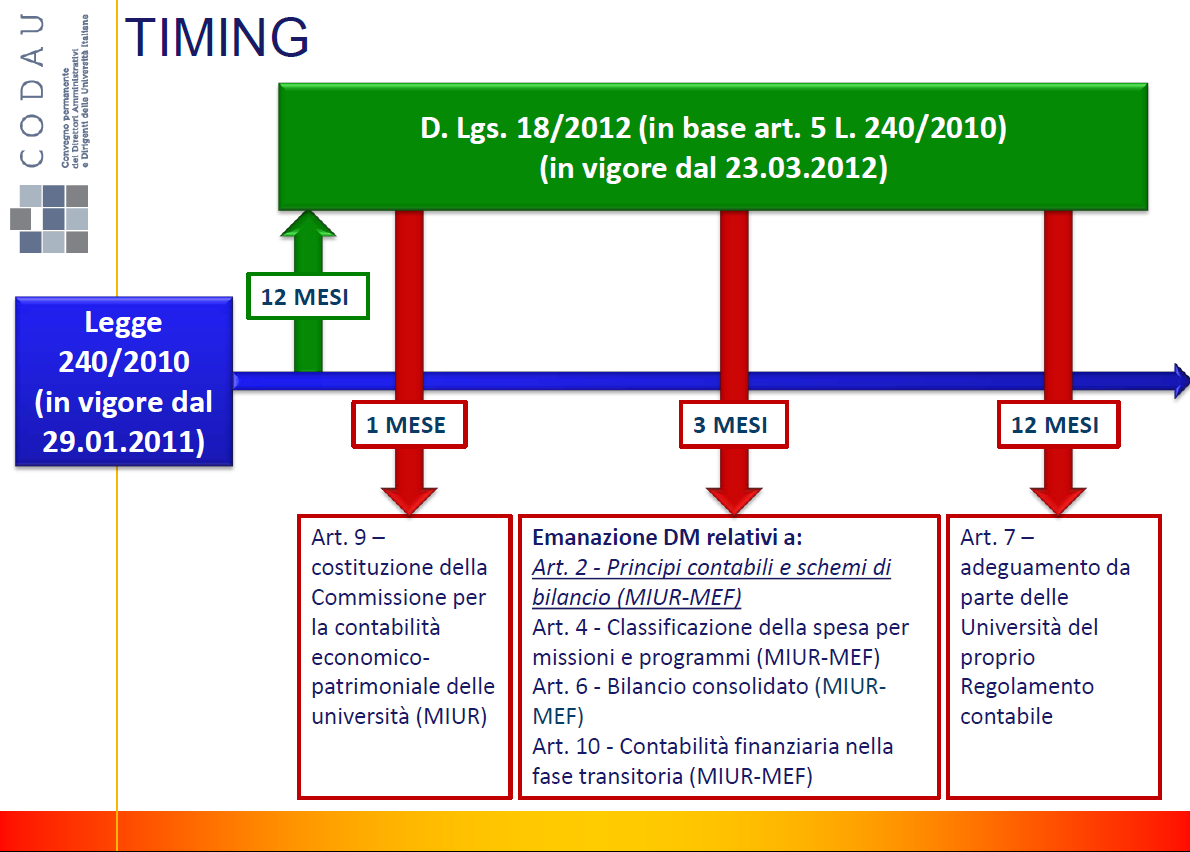 CODAU
Convegno permanente
dei Direttori Amministrativi
e Dirigenti delle Università Italiane
TIMING
D. Lgs. 18/2012 (in base art. 5 L. 240/2010)
(in vigore dal 23.03.2012)
12 MESI
Legge
240/2010
(in vigore dal
29.01.2011)
1 MESE
3 MESI
12 MESI
Art. 9 –
costituzione della
Commissione per
la contabilità
economico-
patrimoniale delle
università (MIUR)
Emanazione DM relativi a:
Art. 2 - Principi contabili e schemi di
bilancio (MIUR-MEF)
Art. 4 - Classificazione della spesa per
missioni e programmi (MIUR-MEF)
Art. 6 - Bilancio consolidato (MIUR-
MEF)
Art. 10 - Contabilità finanziaria nella
fase transitoria (MIUR-MEF)
Art. 7 –
adeguamento da
parte delle
Università del
proprio
Regolamento
contabile